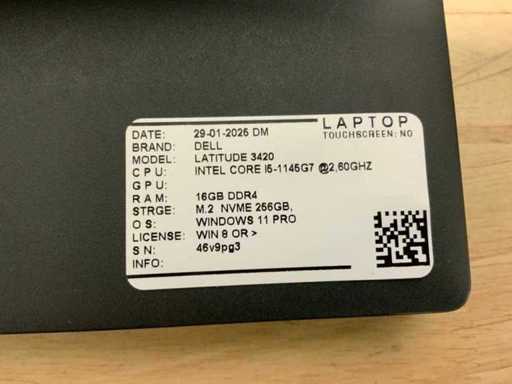 LAPTOP
TOUCHSCREEN: NO
DATE: 29-01-2025 DM
BRAND: DELL
MODEL: LATITUDE 3420
CPU: INTEL CORE I5-1145G7 @2,60GHZ
GPU:
RAM: 16GB DDR4
STRGE: M.2 NVME 256GB,
OS: WINDOWS 11 PRO
LICENSE: WIN 8 OR >
SN: 46v9pg3
INFO: